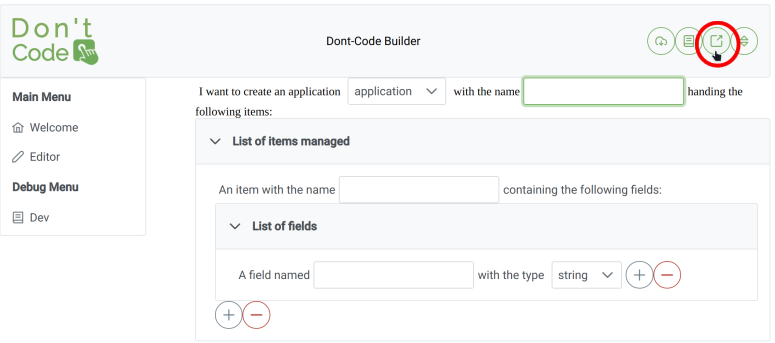 Don't
Code
Dont-Code Builder
Main Menu
Welcome
Editor
Debug Menu
Dev
I want to create an application application with the name handing the
following items:
List of items managed
An item with the name containing the following fields:
List of fields
A field named with the type string